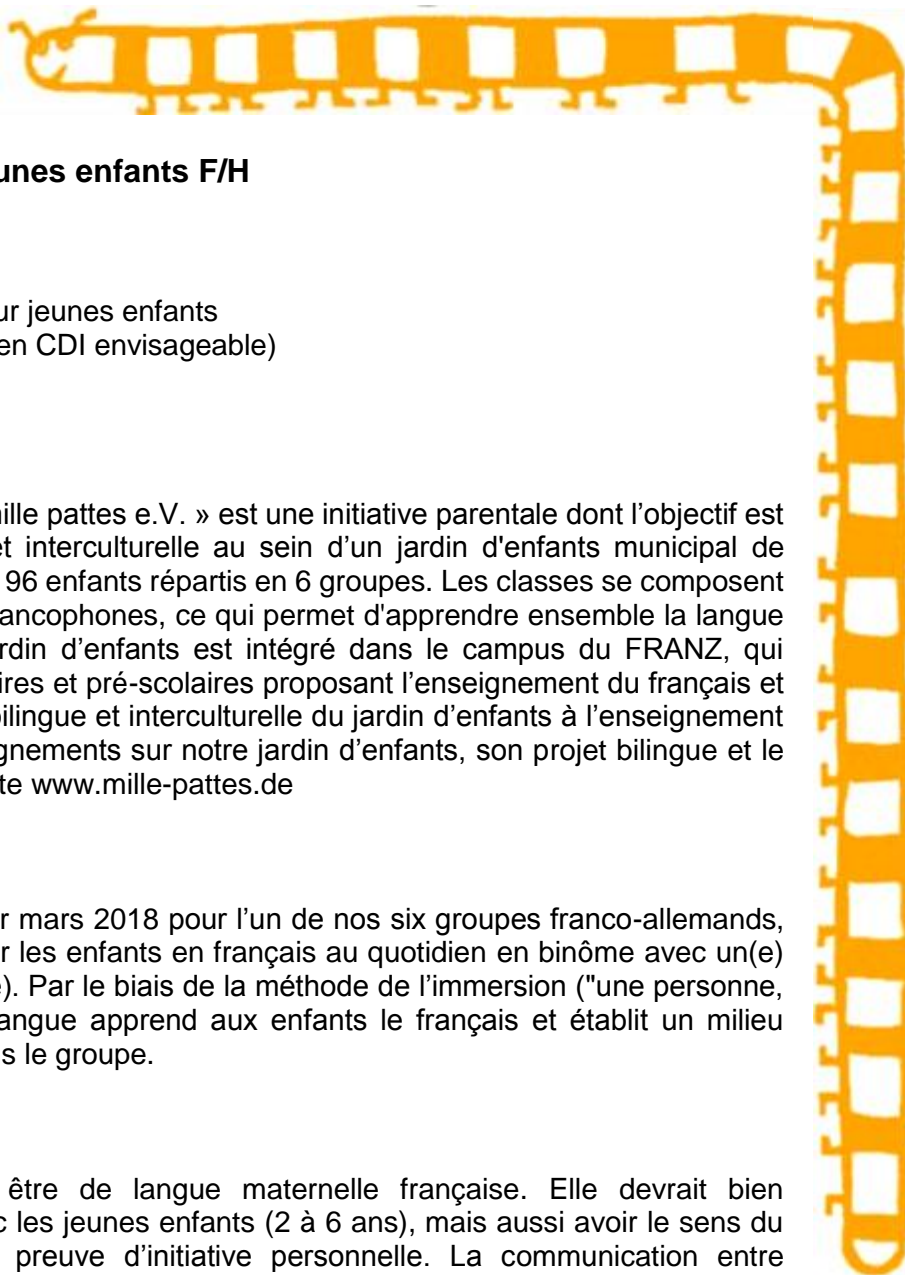 unes enfants F/H
ur jeunes enfants
en CDI envisageable)
ille pattes e.V. » est une initiative parentale dont l’objectif est
et interculturelle au sein d’un jardin d'enfants municipal de
96 enfants répartis en 6 groupes. Les classes se composent
ancophones, ce qui permet d'apprendre ensemble la langue
rdin d’enfants est intégré dans le campus du FRANZ, qui
ires et pré-scolaires proposant l’enseignement du français et
bilingue et interculturelle du jardin d’enfants à l’enseignement
gnements sur notre jardin d’enfants, son projet bilingue et le
te www.mille-pattes.de
r mars 2018 pour l’un de nos six groupes franco-allemands,
r les enfants en français au quotidien en binôme avec un(e)
e). Par le biais de la méthode de l’immersion ("une personne,
angue apprend aux enfants le français et établit un milieu
s le groupe.
être de langue maternelle française. Elle devrait bien
c les jeunes enfants (2 à 6 ans), mais aussi avoir le sens du
preuve d’initiative personnelle. La communication entre